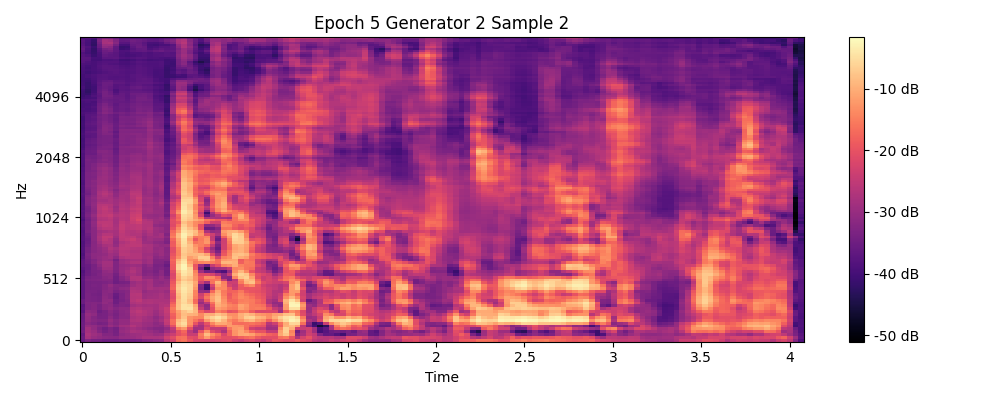 Epoch 5 Generator 2 Sample 2
Hz
4096
2048
1024
512
0
0 0.5 1 1.5 2 2.5 3 3.5 4
Time
-10 dB
-20 dB
-30 dB
-40 dB
-50 dB